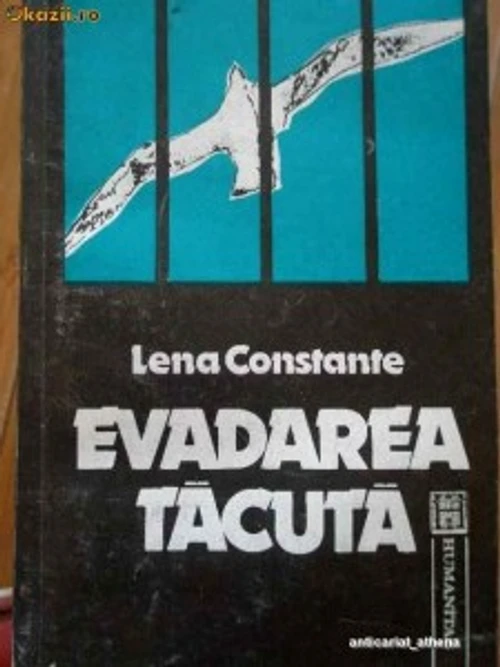 Okazii.ro
Lena Constante
EVADAREA
TĂCUTĂ
HUMANITAS
anticariat_athena